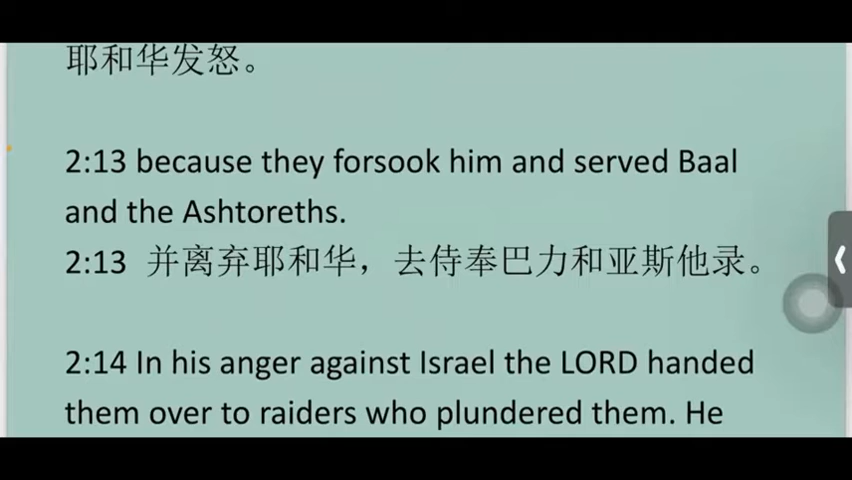 耶和华发怒。
2:13 because they forsook him and served Baal
and the Ashtoreths.
2:13 并离弃耶和华，去侍奉巴力和亚斯他录。
2:14 In his anger against Israel the LORD handed
them over to raiders who plundered them. He